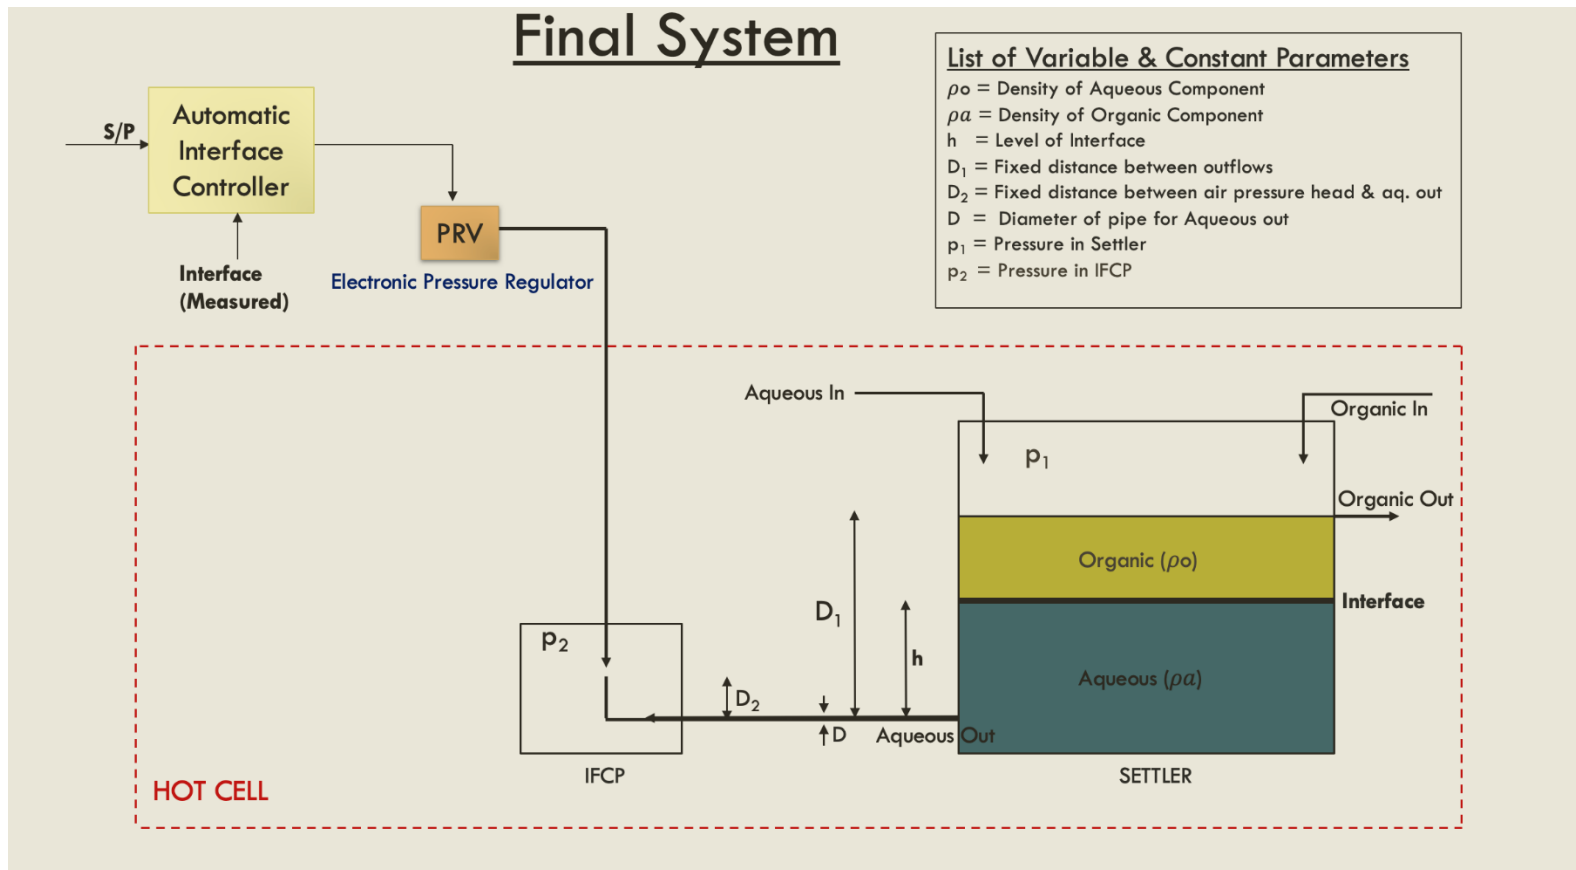 Final System
List of Variable & Constant Parameters
ρo = Density of Aqueous Component
ρa = Density of Organic Component
h = Level of Interface
D₁ = Fixed distance between outflows
D₂ = Fixed distance between air pressure head & aq. out
D = Diameter of pipe for Aqueous out
p₁ = Pressure in Settler
p₂ = Pressure in IFCP
S/P
Automatic
Interface
Controller
PRV
Interface
(Measured)
Electronic Pressure Regulator
Aqueous In
Organic In
p₁
Organic Out
Organic (ρo)
Interface
D₁
h
p₂
Aqueous (ρa)
D₂
D
Aqueous Out
IFCP
SETTLER
HOT CELL